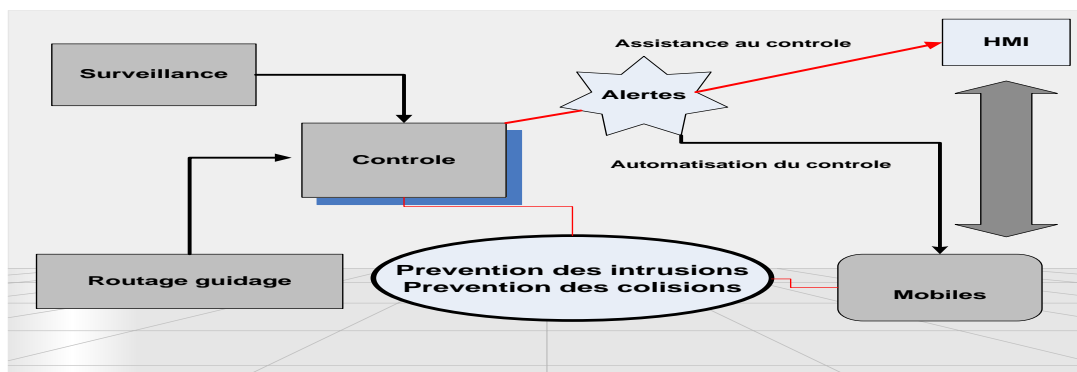 Assistance au controle
HMI
Surveillance
Alertes
Controle
Automatisation du controle
Prevention des intrusions
Prevention des colisions
Routage guidage
Mobiles